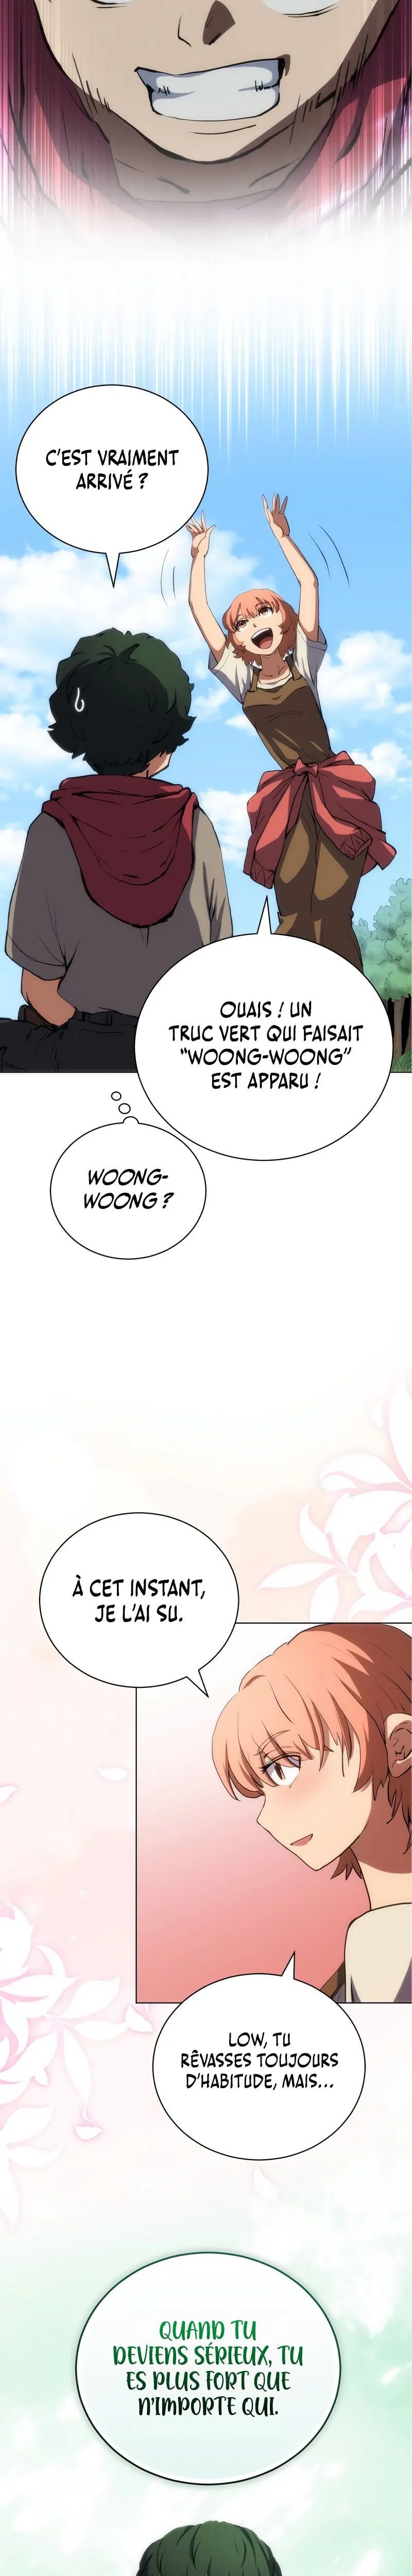 C'EST VRAIMENT
ARRIVÉ ?
OUAIS ! UN
TRUC VERT QUI FAISAIT
"WOONG-WOONG"
EST APPARU !
WOONG-
WOONG ?
À CET INSTANT,
JE L'AI SU.
LOW, TU
RÊVASSES TOUJOURS
D'HABITUDE, MAIS...
QUAND TU
DEVIENS SÉRIEUX, TU
ES PLUS FORT QUE
N'IMPORTE QUI.